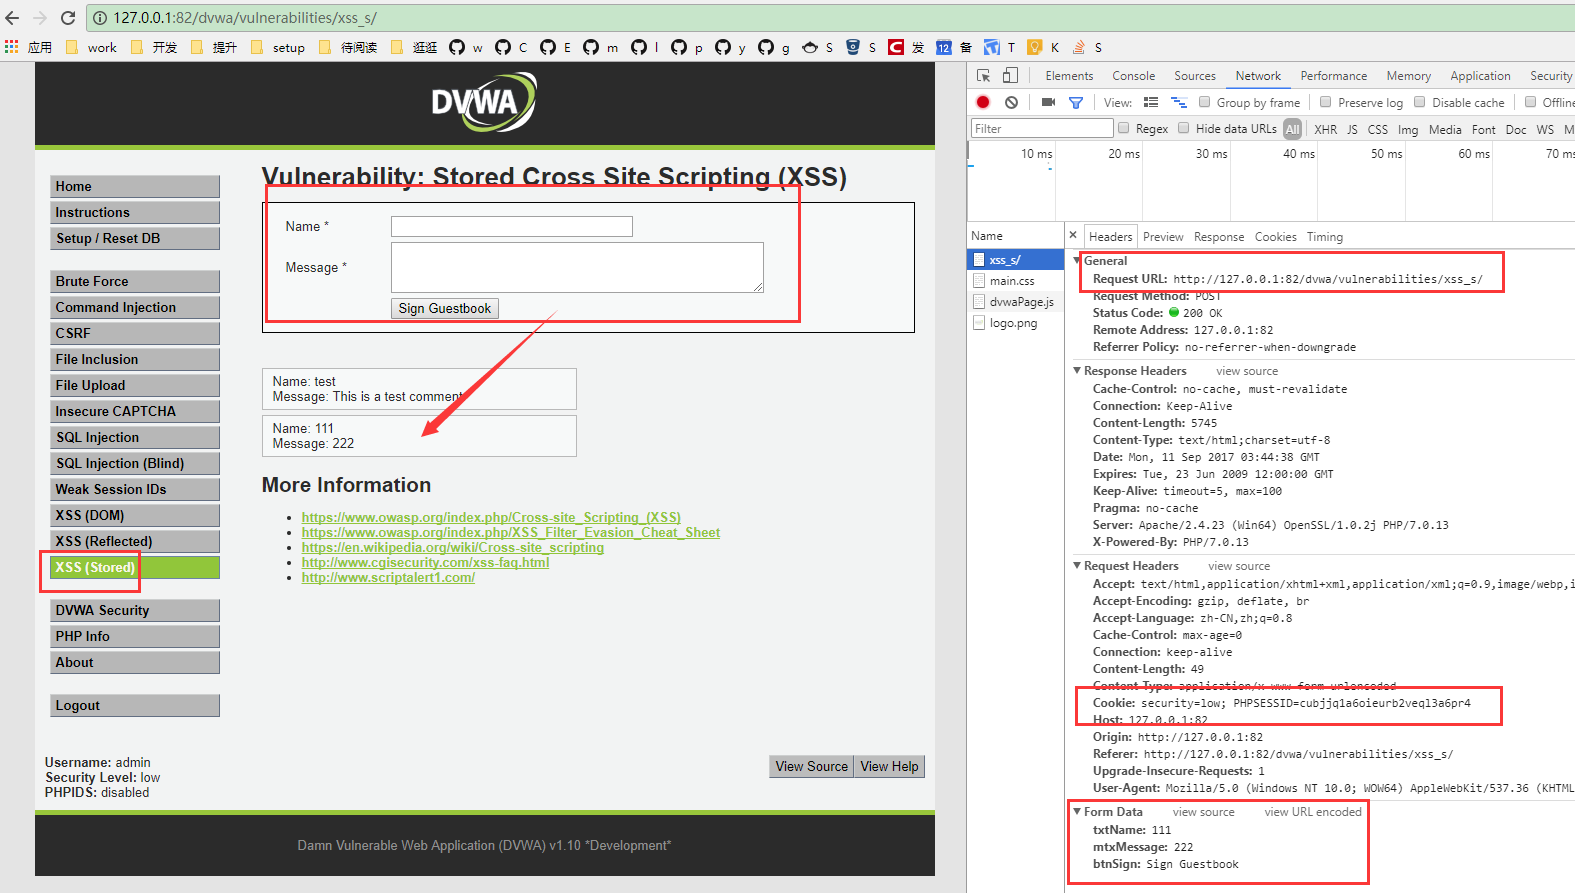 127.0.0.1:82/dvwa/vulnerabilities/xss_s/
应用 work 开发 提升 setup 待阅读 逛逛 w C E m l p y g S S 发 备 T K S
DVWA
Home
Instructions
Setup / Reset DB
Brute Force
Command Injection
CSRF
File Inclusion
File Upload
Insecure CAPTCHA
SQL Injection
SQL Injection (Blind)
Weak Session IDs
XSS (DOM)
XSS (Reflected)
XSS (Stored)
DVWA Security
PHP Info
About
Logout
Vulnerability: Stored Cross Site Scripting (XSS)
Name *
Message *
Sign Guestbook
Name: test
Message: This is a test comment
Name: 111
Message: 222
More Information
https://www.owasp.org/index.php/Cross-site_Scripting_(XSS)
https://www.owasp.org/index.php/XSS_Filter_Evasion_Cheat_Sheet
https://en.wikipedia.org/wiki/Cross-site_scripting
http://www.cgisecurity.com/xss-faq.html
http://www.scriptalert1.com/
Username: admin
Security Level: low
PHPIDS: disabled
View Source View Help
Damn Vulnerable Web Application (DVWA) v1.10 *Development*
Elements Console Sources Network Performance Memory Application Security
View: Group by frame Preserve log Disable cache Offline
Filter Regex Hide data URLs All XHR JS CSS Img Media Font Doc WS M
10 ms 20 ms 30 ms 40 ms 50 ms 60 ms 70 ms
Name
xss_s/
main.css
dvwaPage.js
logo.png
× Headers Preview Response Cookies Timing
General
Request URL: http://127.0.0.1:82/dvwa/vulnerabilities/xss_s/
Request Method: POST
Status Code: 200 OK
Remote Address: 127.0.0.1:82
Referrer Policy: no-referrer-when-downgrade
Response Headers view source
Cache-Control: no-cache, must-revalidate
Connection: Keep-Alive
Content-Length: 5745
Content-Type: text/html;charset=utf-8
Date: Mon, 11 Sep 2017 03:44:38 GMT
Expires: Tue, 23 Jun 2009 12:00:00 GMT
Keep-Alive: timeout=5, max=100
Pragma: no-cache
Server: Apache/2.4.23 (Win64) OpenSSL/1.0.2j PHP/7.0.13
X-Powered-By: PHP/7.0.13
Request Headers view source
Accept: text/html,application/xhtml+xml,application/xml;q=0.9,image/webp,i
Accept-Encoding: gzip, deflate, br
Accept-Language: zh-CN,zh;q=0.8
Cache-Control: max-age=0
Connection: keep-alive
Content-Length: 49
Content-Type: application/x-www-form-urlencoded
Cookie: security=low; PHPSESSID=cubjjq1a6oieurb2veql3a6pr4
Host: 127.0.0.1:82
Origin: http://127.0.0.1:82
Referer: http://127.0.0.1:82/dvwa/vulnerabilities/xss_s/
Upgrade-Insecure-Requests: 1
User-Agent: Mozilla/5.0 (Windows NT 10.0; WOW64) AppleWebKit/537.36 (KHTML
Form Data view source view URL encoded
txtName: 111
mtxMessage: 222
btnSign: Sign Guestbook